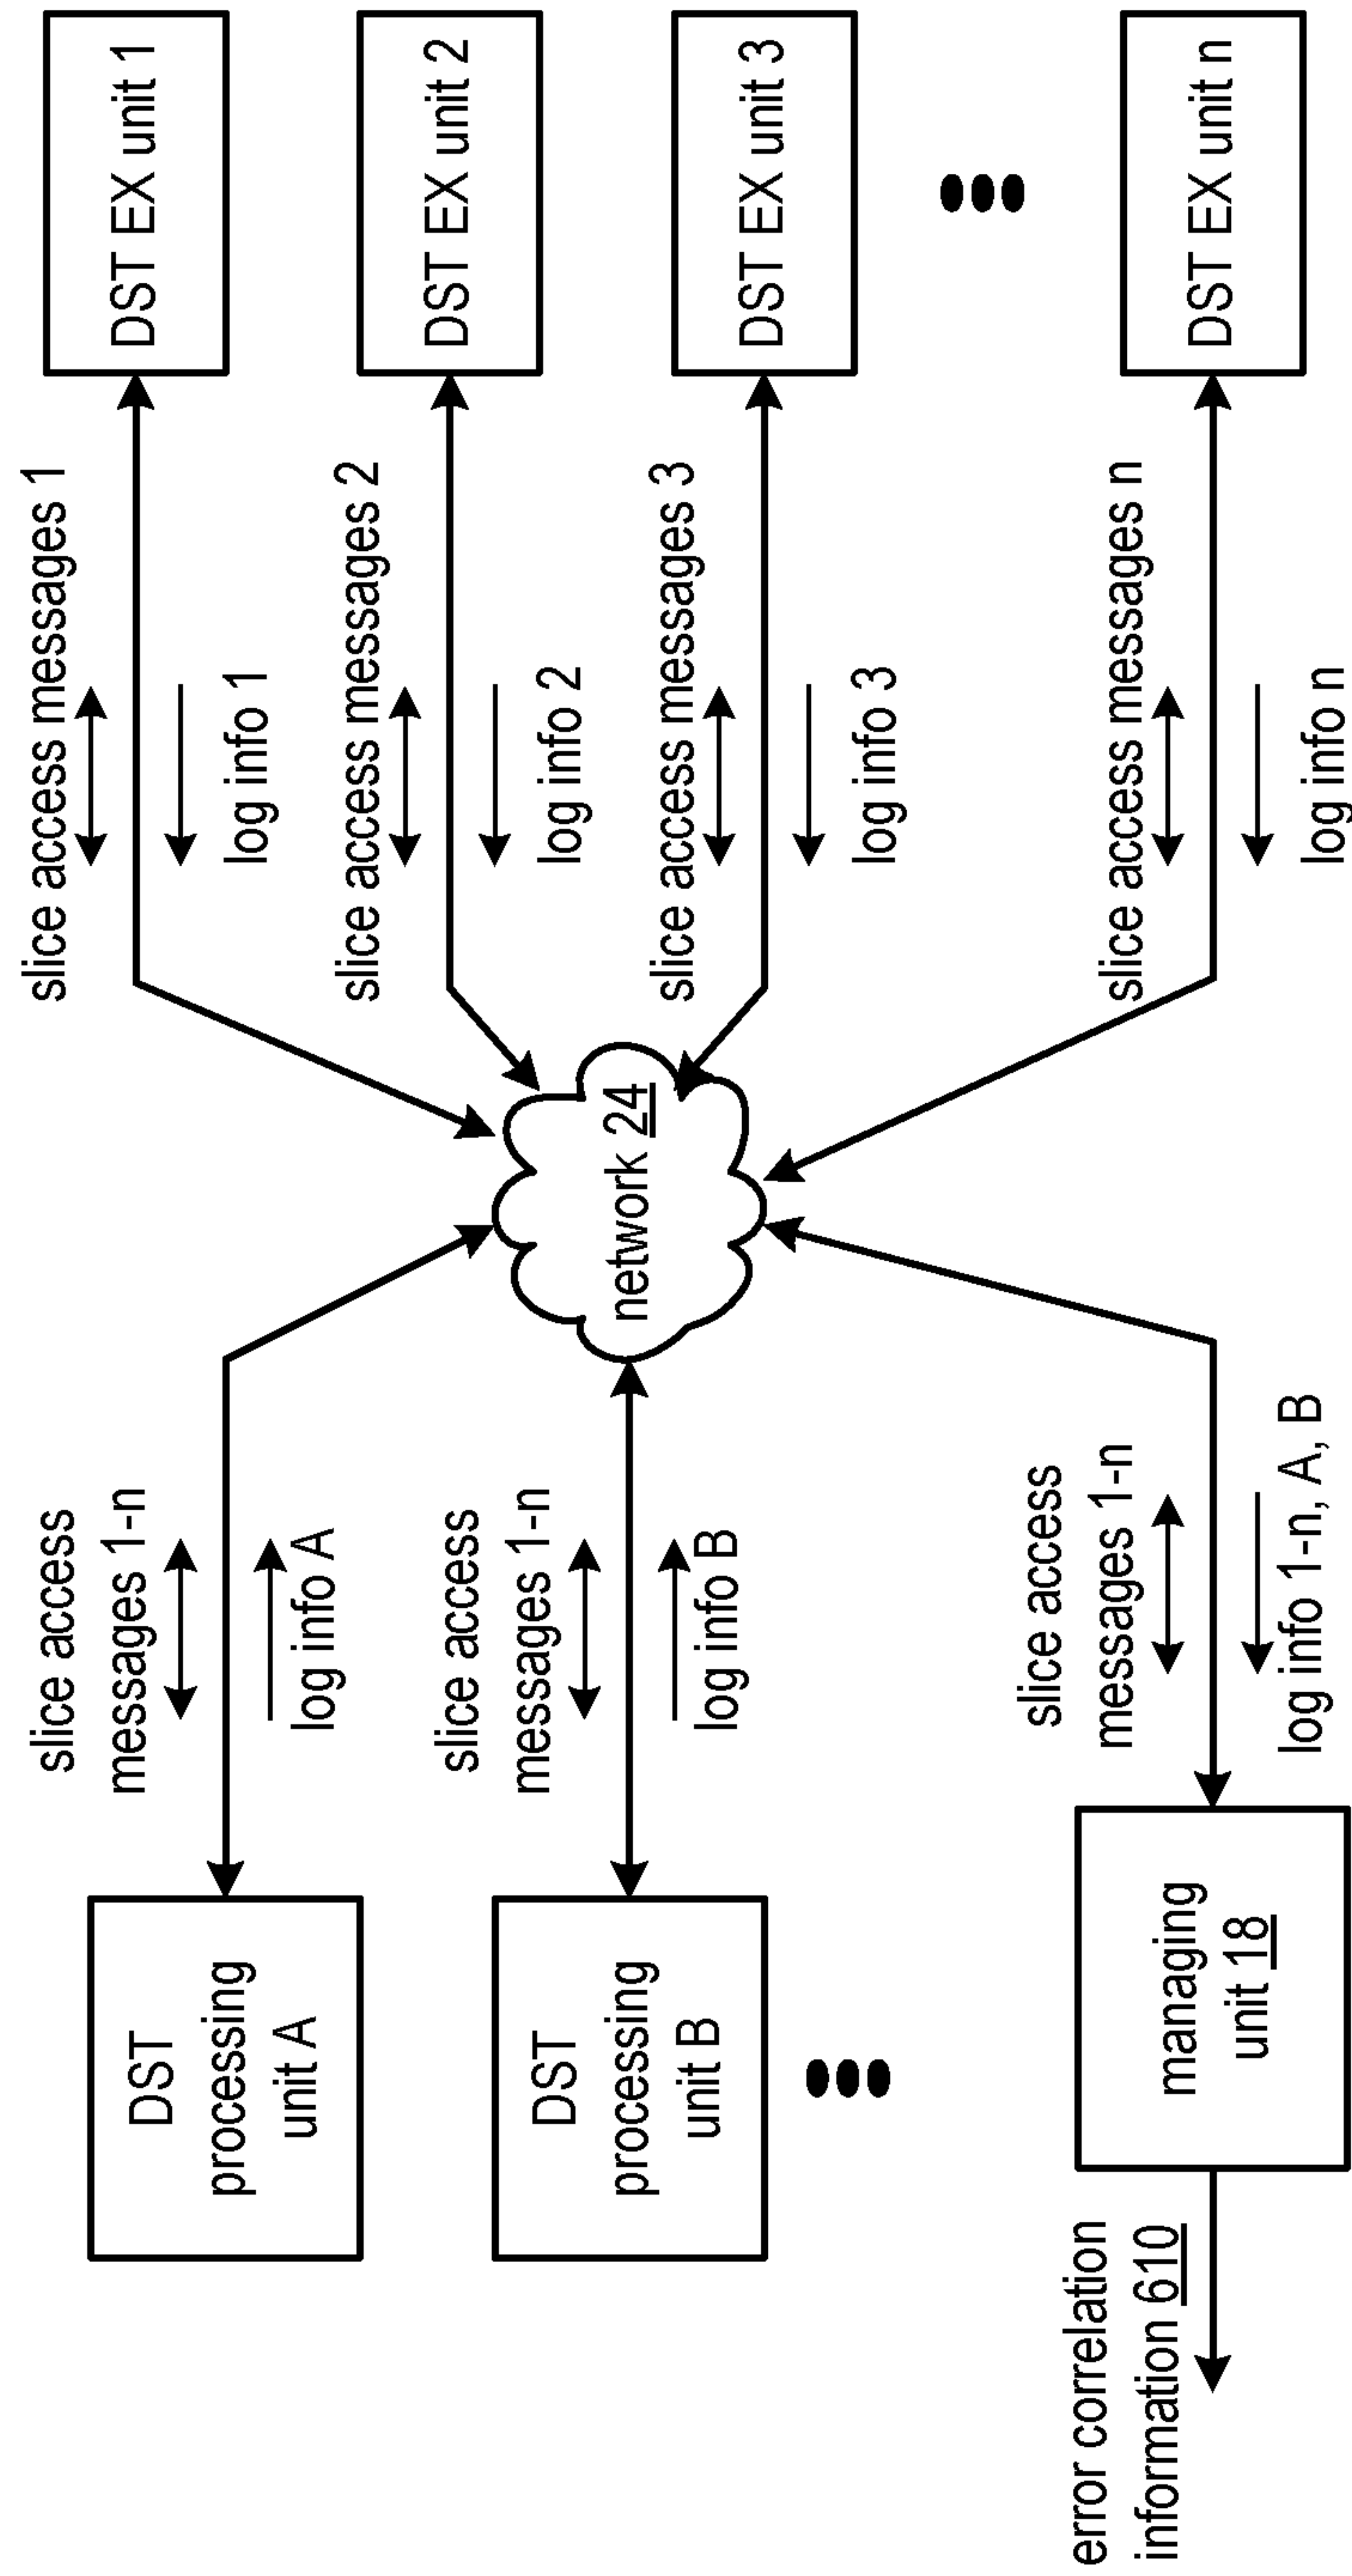 DST
processing
unit A
slice access
messages 1-n
log info A
DST
processing
unit B
slice access
messages 1-n
log info B
error correlation
information 610
managing
unit 18
slice access
messages 1-n
log info 1-n, A, B
network 24
slice access messages 1
log info 1
DST EX unit 1
slice access messages 2
log info 2
DST EX unit 2
slice access messages 3
log info 3
DST EX unit 3
slice access messages n
log info n
DST EX unit n